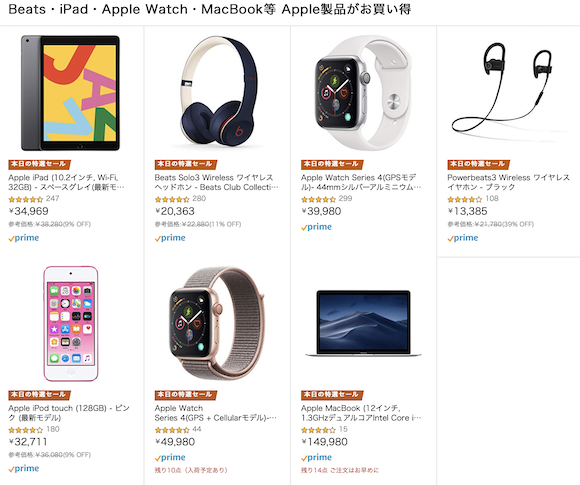 Beats・iPad・Apple Watch・MacBook等 Apple製品がお買い得
本日の特選セール
Apple iPad (10.2インチ, Wi-Fi,
32GB) - スペースグレイ(最新モ…
247
¥34,969
参考価格: ¥38,280(9% OFF)
prime
本日の特選セール
Beats Solo3 Wireless ワイヤレス
ヘッドホン - Beats Club Collecti…
280
¥20,363
参考価格: ¥22,880(11% OFF)
prime
本日の特選セール
Apple Watch Series 4(GPSモデ
ル)- 44mmシルバーアルミニウム…
299
¥39,980
prime
本日の特選セール
Powerbeats3 Wireless ワイヤレス
イヤホン - ブラック
108
¥13,385
参考価格: ¥21,780(39% OFF)
prime
本日の特選セール
Apple iPod touch (128GB) - ピン
ク (最新モデル)
180
¥32,711
参考価格: ¥36,080(9% OFF)
prime
本日の特選セール
Apple Watch
Series 4(GPS + Cellularモデル)-…
44
¥49,980
prime
残り10点（入荷予定あり）
本日の特選セール
Apple MacBook (12インチ,
1.3GHzデュアルコアIntel Core i…
15
¥149,980
prime
残り14点 ご注文はお早めに